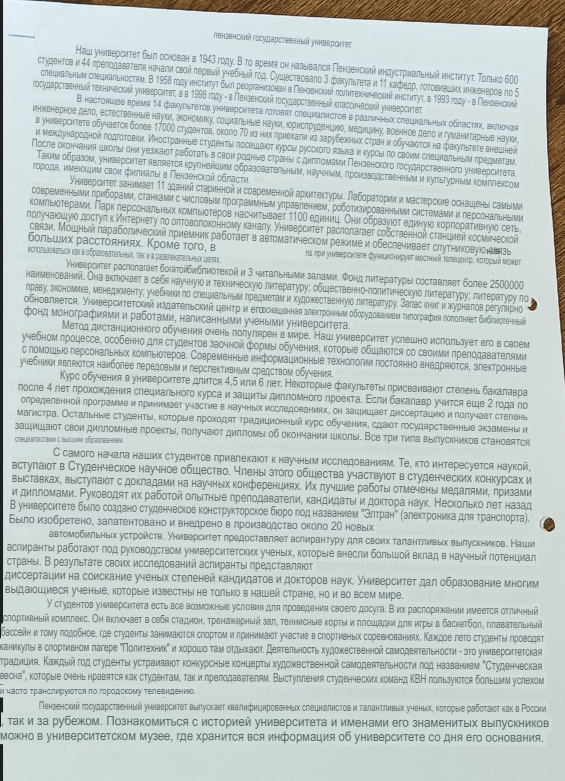 ПЕНЗЕНСКИЙ ГОСУДАРСТВЕННЫЙ УНИВЕРСИТЕТ
Наш университет был основан в 1943 году. В то время он назывался Пензенский индустриальный институт. Только 600
студентов и 44 преподавателя начали свой первый учебный год. Существовало 3 факультета и 11 кафедр, готовивших инженеров по 5
специальным специальностям. В 1958 году институт был реорганизован в Пензенский политехнический институт, в 1993 году - в Пензенский
государственный технический университет, а в 1998 году - в Пензенский государственный классический университет.
В настоящее время 14 факультетов университета готовят специалистов в различных специальных областях, включая
инженерное дело, естественные науки, экономику, социальные науки, юриспруденцию, медицину, военное дело и гуманитарные науки,
в университете обучается более 17000 студентов, около 70 из них приехали из зарубежных стран и обучаются на факультете внешней
и международной подготовки. Иностранные студенты посещают курсы русского языка и курсы по своим специальным предметам.
После окончания школы они уезжают работать в свои родные страны с дипломами Пензенского государственного университета.
Таким образом, университет является крупнейшим образовательным, научным, производственным и культурным комплексом
города, имеющим свои филиалы в Пензенской области.
Университет занимает 11 зданий старинной и современной архитектуры. Лаборатории и мастерские оснащены самыми
современными приборами, станками с числовым программным управлением, роботизированными системами и персональными
компьютерами. Парк персональных компьютеров насчитывает 1100 единиц. Они образуют единую корпоративную сеть,
получающую доступ к Интернету по оптоволоконному каналу. Университет располагает собственной станцией космической
связи. Мощный параболический приемник работает в автоматическом режиме и обеспечивает спутниковую связь
больших расстояниях. Кроме того, в при университете функционирует местный телецентр, который может
использоваться как в образовательных, так и в развлекательных целях.
Университет располагает богатой библиотекой и 3 читальными залами. Фонд литературы составляет более 2500000
наименований. Она включает в себя научную и техническую литературу; общественно-политическую литературу; литературу по
праву, экономике, менеджменту; учебники по специальным предметам и художественную литературу. Запас книг и журналов регулярно
обновляется. Университетский издательский центр и его оснащенная электронным оборудованием типография пополняет библиотечный
фонд монографиями и работами, написанными учеными университета.
Метод дистанционного обучения очень популярен в мире. Наш университет успешно использует его в своем
учебном процессе, особенно для студентов заочной формы обучения, которые общаются со своими преподавателями
с помощью персональных компьютеров. Современные информационные технологии постоянно внедряются, электронные
учебники являются наиболее передовым и перспективным средством обучения.
Курс обучения в университете длится 4,5 или 6 лет. Некоторые факультеты присваивают степень бакалавра
после 4 лет прохождения специального курса и защиты дипломного проекта. Если бакалавр учится еще 2 года по
определенной программе и принимает участие в научных исследованиях, он защищает диссертацию и получает степень
магистра. Остальные студенты, которые проходят традиционный курс обучения, сдают государственные экзамены и
защищают свои дипломные проекты, получают дипломы об окончании школы. Все три типа выпускников становятся
специалистами с высшим образованием.
С самого начала наших студентов привлекают к научным исследованиям. Те, кто интересуется наукой,
вступают в Студенческое научное общество. Члены этого общества участвуют в студенческих конкурсах и
выставках, выступают с докладами на научных конференциях. Их лучшие работы отмечены медалями, призами
и дипломами. Руководят их работой опытные преподаватели, кандидаты и доктора наук. Несколько лет назад
В университете было создано студенческое конструкторское бюро под названием "Элтран" (электроника для транспорта).
Было изобретено, запатентовано и внедрено в производство около 20 новых
автомобильных устройств. Университет предоставляет аспирантуру для своих талантливых выпускников. Наши
аспиранты работают под руководством университетских ученых, которые внесли большой вклад в научный потенциал
страны. В результате своих исследований аспиранты представляют
диссертации на соискание ученых степеней кандидатов и докторов наук. Университет дал образование многим
выдающиеся ученые, которые известны не только в нашей стране, но и во всем мире.
У студентов университета есть все возможные условия для проведения своего досуга. В их распоряжении имеется отличный
спортивный комплекс. Он включает в себя стадион, тренажерный зал, теннисные корты и площадки для игры в баскетбол, плавательный
бассейн и тому подобное, где студенты занимаются спортом и принимают участие в спортивных соревнованиях. Каждое лето студенты проводят
каникулы в спортивном лагере "Политехник" и хорошо там отдыхают. Деятельность художественной самодеятельности - это университетская
традиция. Каждый год студенты устраивают конкурсные концерты художественной самодеятельности под названием "Студенческая
весна", которые очень нравятся как студентам, так и преподавателям. Выступления студенческих команд КВН пользуются большим успехом
и часто транслируются по городскому телевидению.
Пензенский государственный университет выпускает квалифицированных специалистов и талантливых ученых, которые работают как в России
, так и за рубежом. Познакомиться с историей университета и именами его знаменитых выпускников
можно в университетском музее, где хранится вся информация об университете со дня его основания.